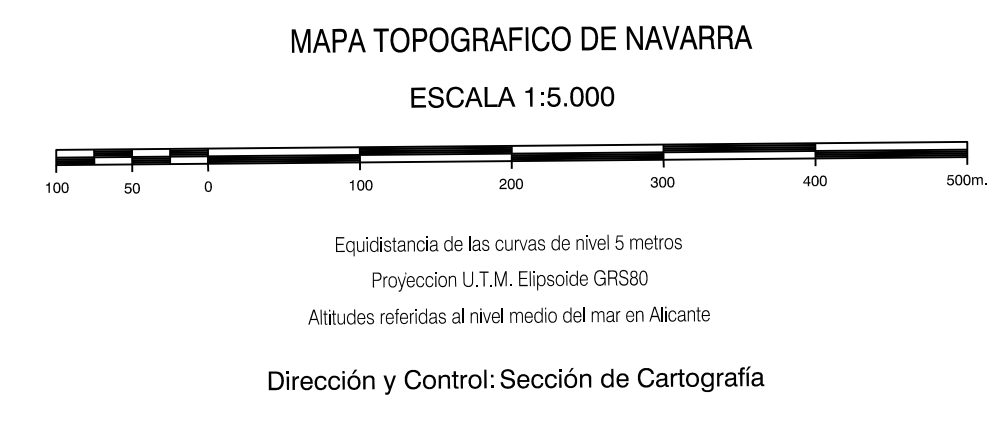 MAPA TOPOGRAFICO DE NAVARRA
ESCALA 1:5.000
100 50 0 100 200 300 400 500m.
Equidistancia de las curvas de nivel 5 metros
Proyeccion U.T.M. Elipsoide GRS80
Altitudes referidas al nivel medio del mar en Alicante
Dirección y Control: Sección de Cartografía